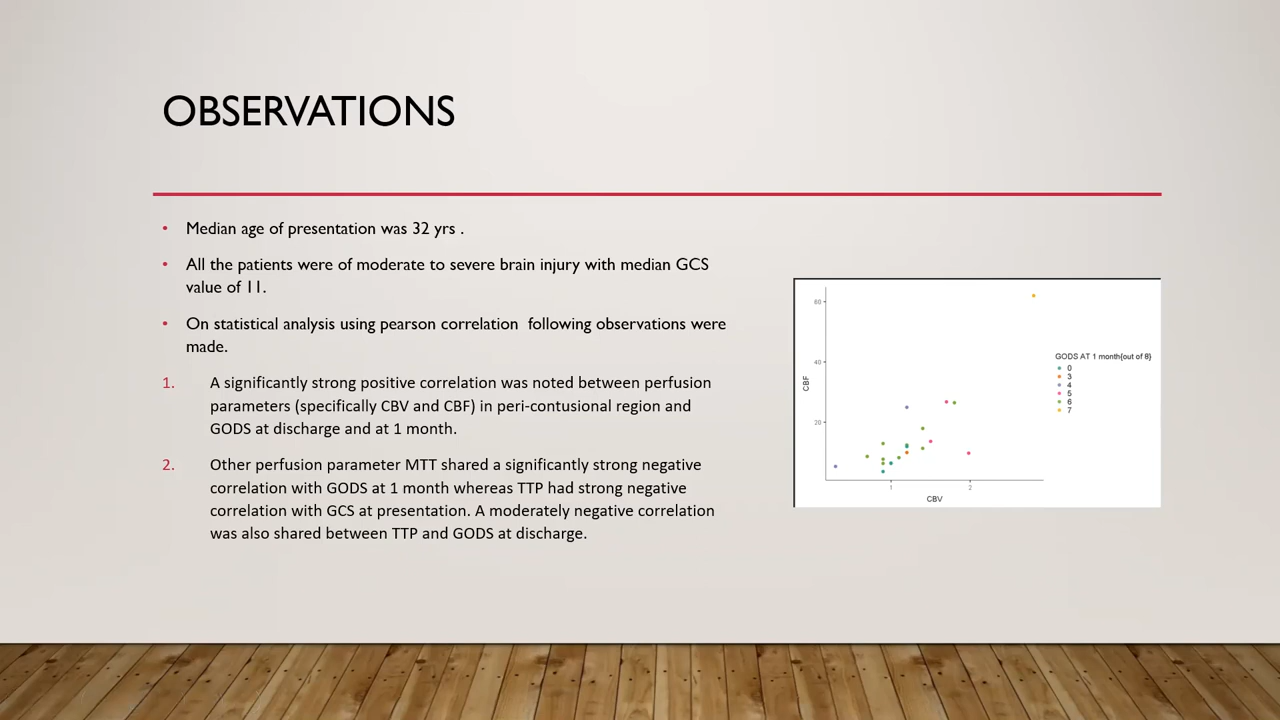 OBSERVATIONS
• Median age of presentation was 32 yrs .
• All the patients were of moderate to severe brain injury with median GCS
value of 11.
• On statistical analysis using pearson correlation  following observations were
made.
1. A significantly strong positive correlation was noted between perfusion
parameters (specifically CBV and CBF) in peri-contusional region and
GODS at discharge and at 1 month.
2. Other perfusion parameter MTT shared a significantly strong negative
correlation with GODS at 1 month whereas TTP had strong negative
correlation with GCS at presentation. A moderately negative correlation
was also shared between TTP and GODS at discharge.
60
40
20
CBF
1 2
CBV
GODS AT 1 month{out of 8}
0
3
4
5
6
7